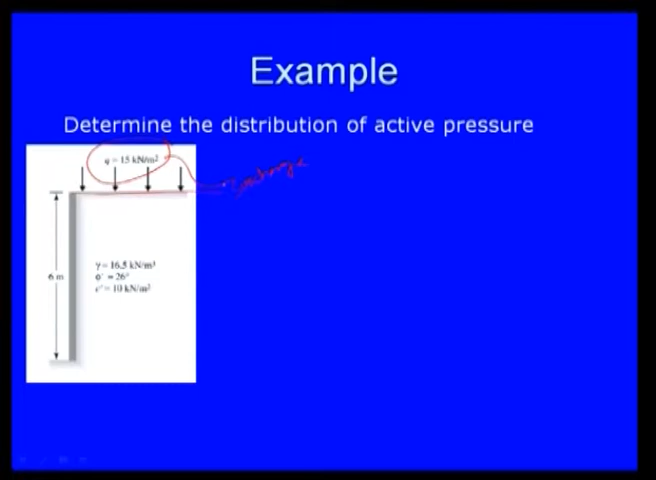 Example
Determine the distribution of active pressure
q = 15 kN/m²
surcharge
6 m
γ = 16.5 kN/m³
φ' = 26°
c' = 10 kN/m²